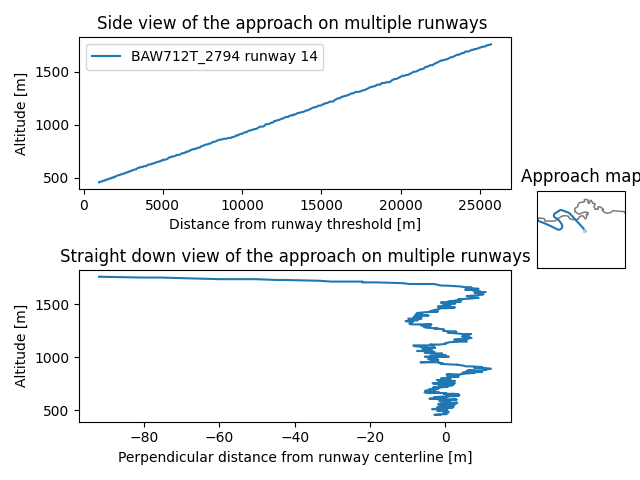 Side view of the approach on multiple runways
BAW712T_2794 runway 14
Altitude [m]
1500
1000
500
0 5000 10000 15000 20000 25000
Distance from runway threshold [m]
Approach map
Straight down view of the approach on multiple runways
Altitude [m]
1500
1000
500
−80 −60 −40 −20 0
Perpendicular distance from runway centerline [m]